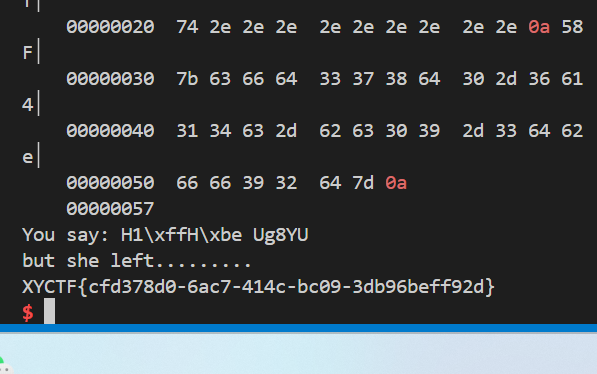 00000020 74 2e 2e 2e 2e 2e 2e 2e 2e 2e 0a 58
F│
00000030 7b 63 66 64 33 37 38 64 30 2d 36 61
4│
00000040 31 34 63 2d 62 63 30 39 2d 33 64 62
e│
00000050 66 66 39 32 64 7d 0a
00000057
You say: H1\xffH\xbe Ug8YU
but she left.........
XYCTF{cfd378d0-6ac7-414c-bc09-3db96beff92d}
$